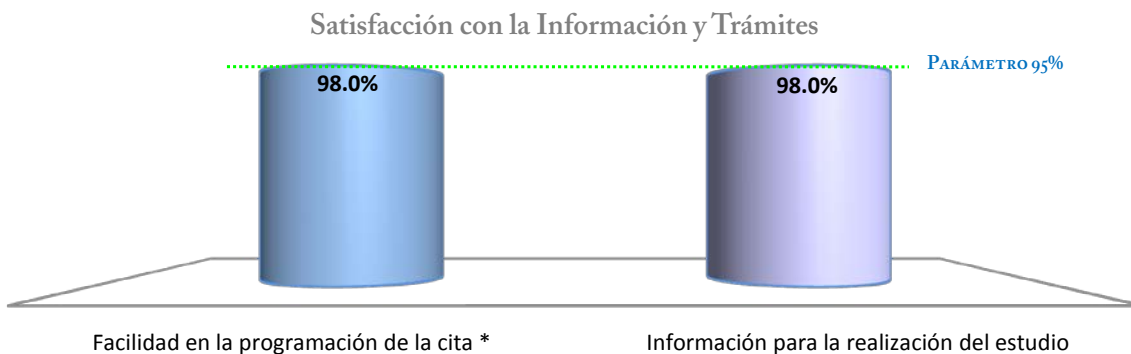 Satisfacción con la Información y Trámites
PARÁMETRO 95%
98.0%
98.0%
Facilidad en la programación de la cita *
Información para la realización del estudio